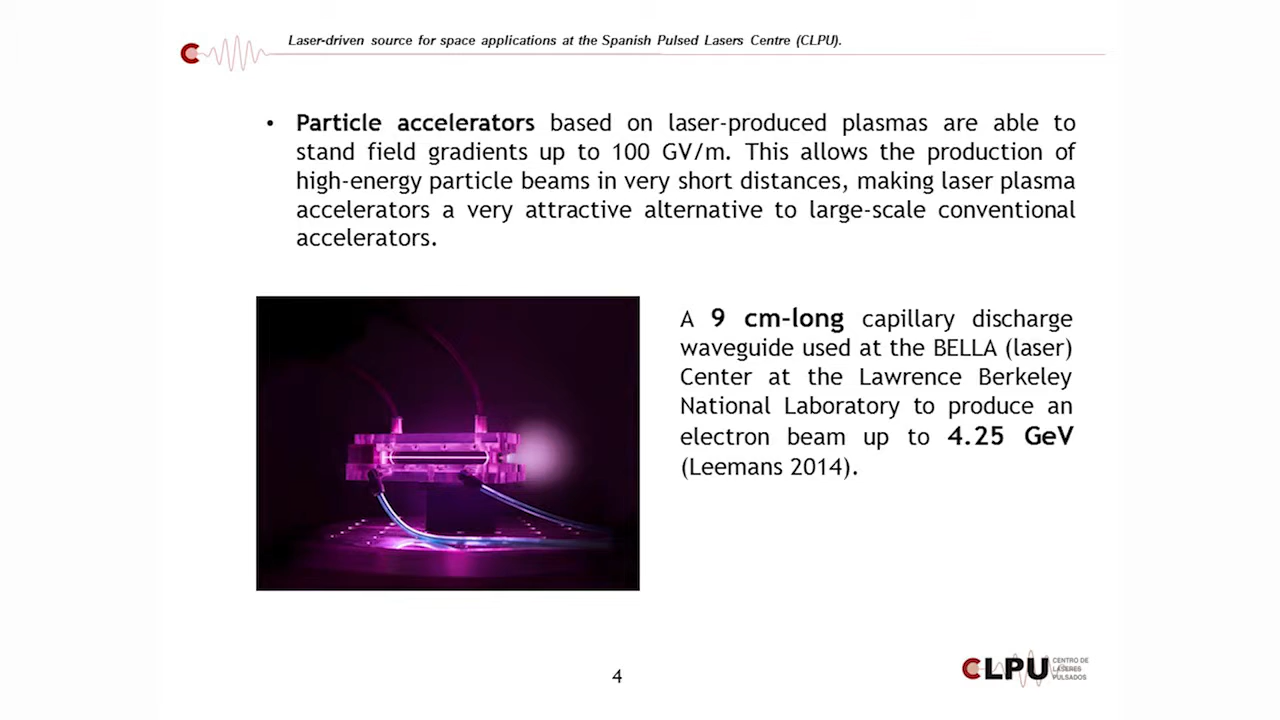 Laser-driven source for space applications at the Spanish Pulsed Lasers Centre (CLPU).
• Particle accelerators based on laser-produced plasmas are able to
stand field gradients up to 100 GV/m. This allows the production of
high-energy particle beams in very short distances, making laser plasma
accelerators a very attractive alternative to large-scale conventional
accelerators.
A 9 cm-long capillary discharge
waveguide used at the BELLA (laser)
Center at the Lawrence Berkeley
National Laboratory to produce an
electron beam up to 4.25 GeV
(Leemans 2014).
4
CLPU
CENTRO DE
LÁSERES
PULSADOS